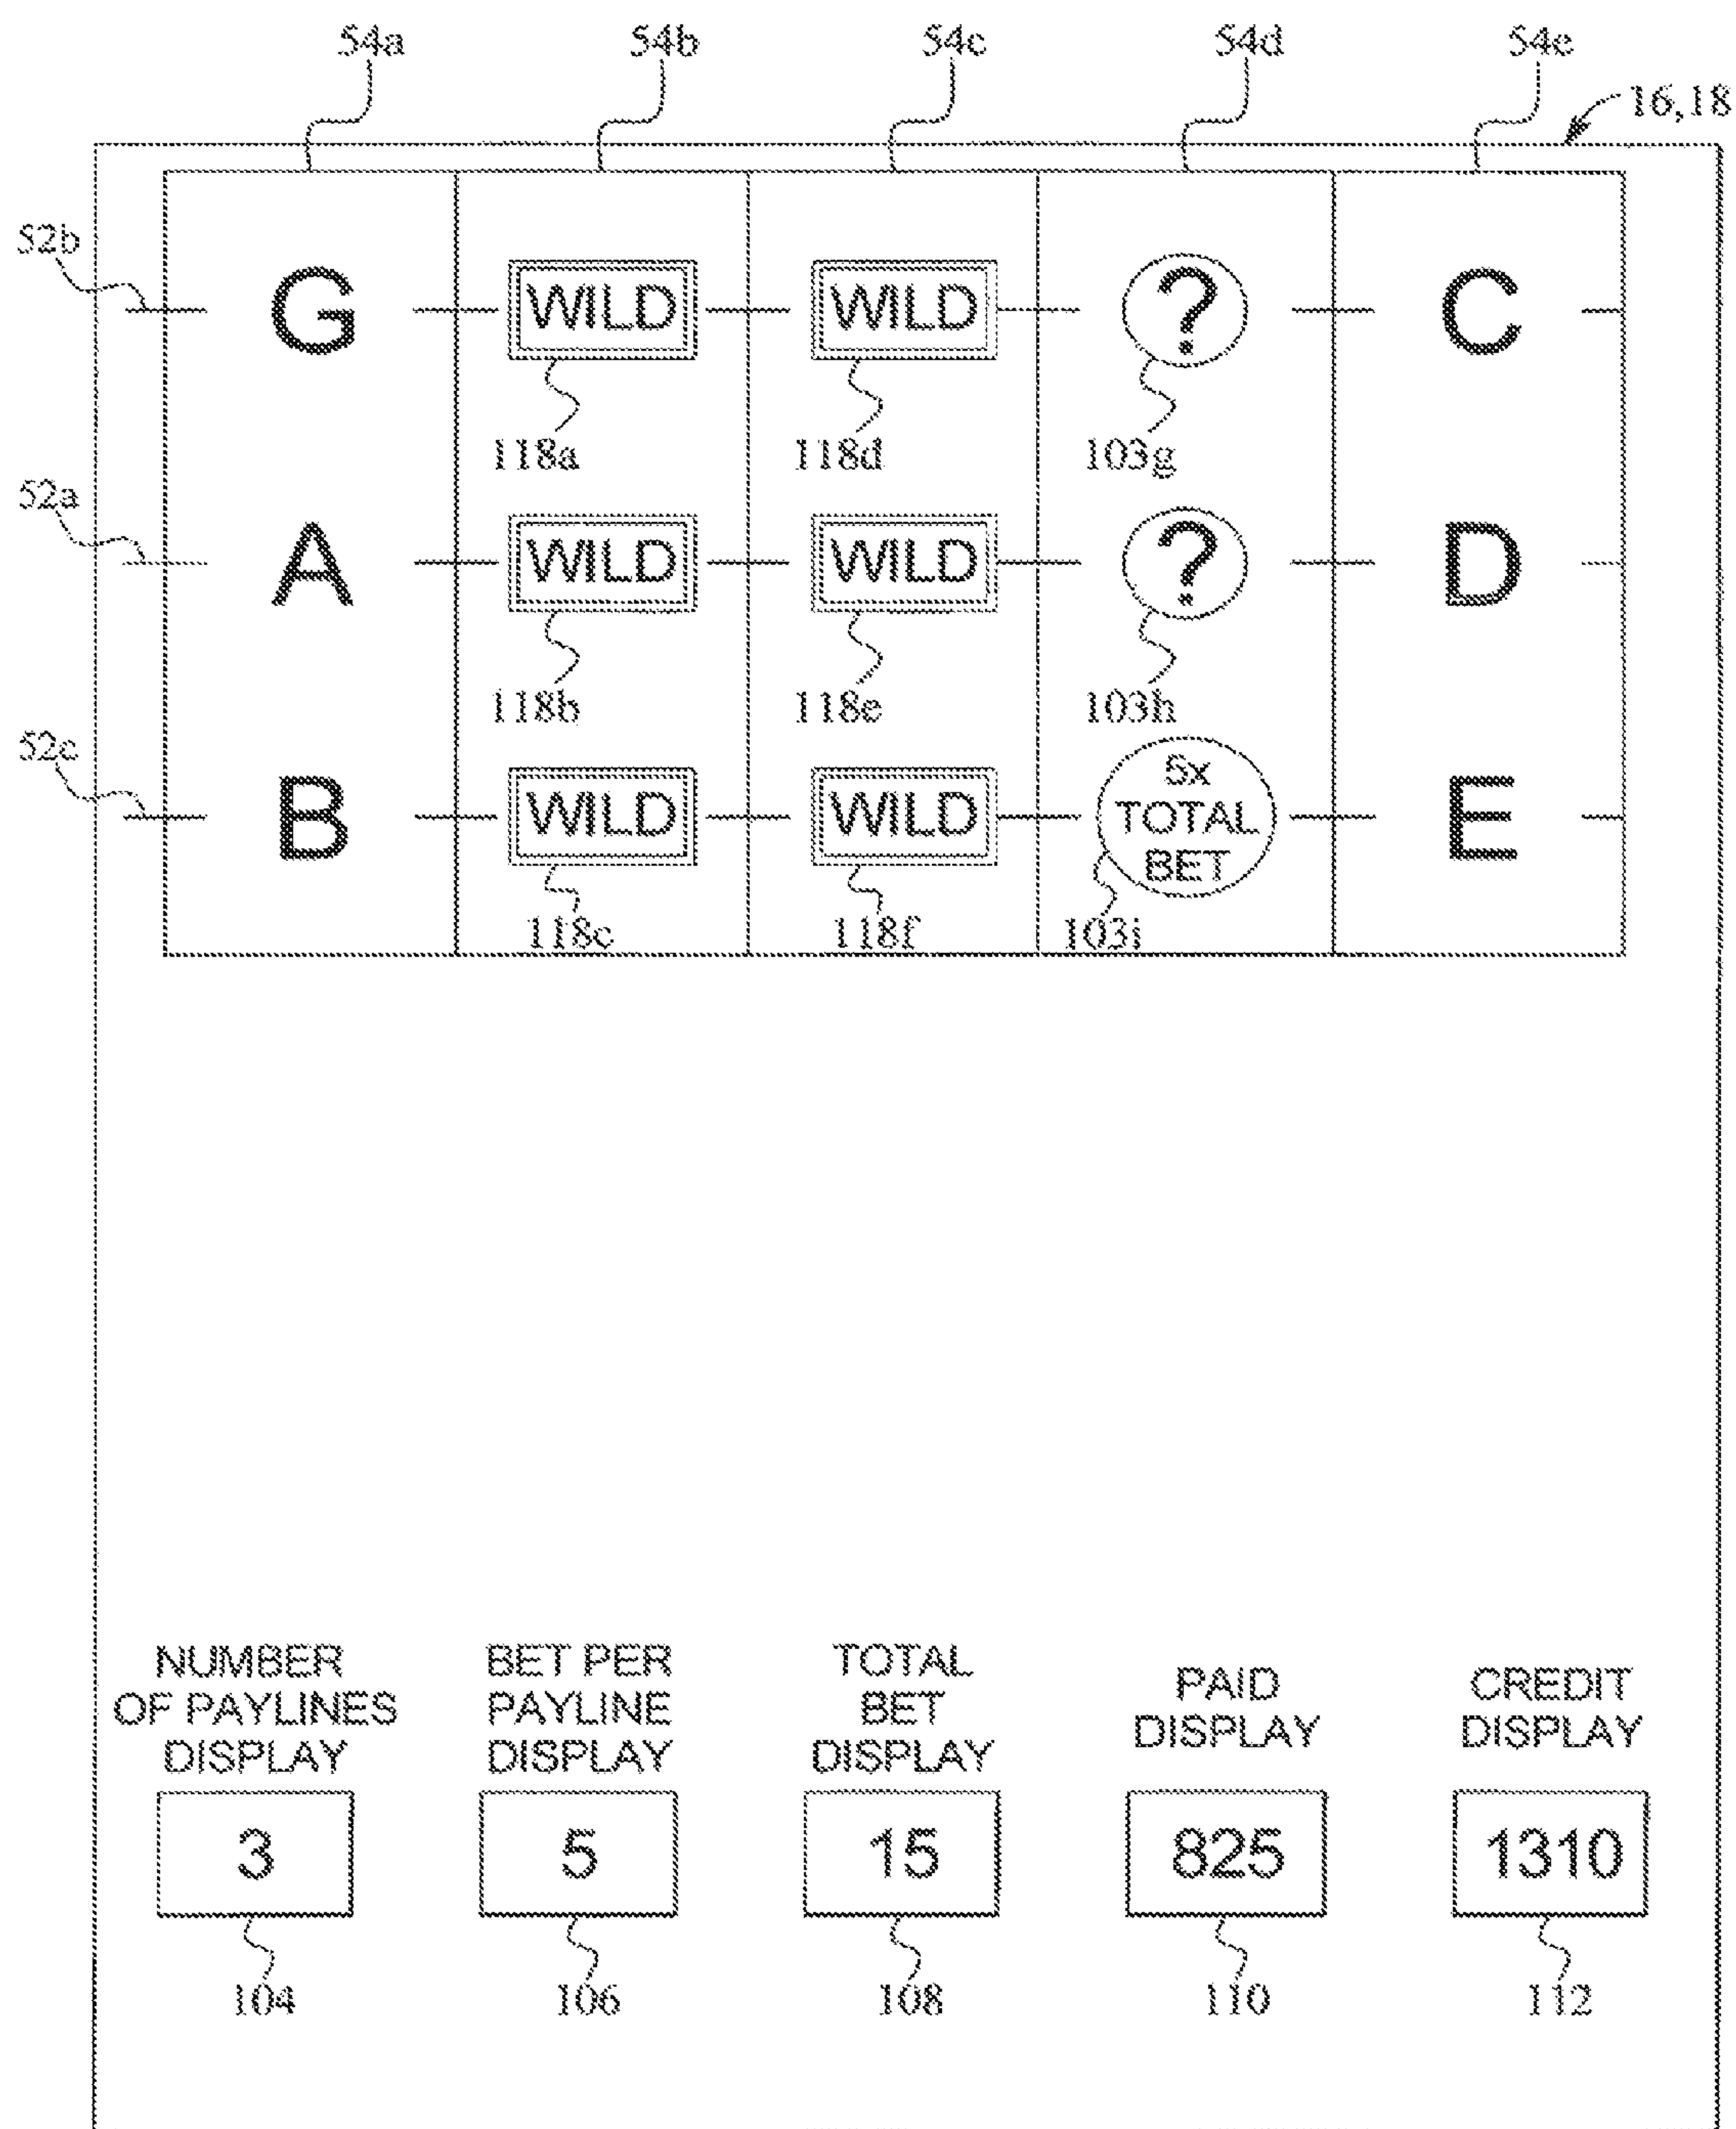 54a 54b 54c 54d 54e
16,18
52b
G WILD WILD ? C
118a 118d 103g
52a
A WILD WILD ? D
118b 118e 103h
52c
B WILD WILD 5x TOTAL BET E
118c 118f 103i
NUMBER OF PAYLINES DISPLAY
BET PER PAYLINE DISPLAY
TOTAL BET DISPLAY
PAID DISPLAY
CREDIT DISPLAY
3 5 15 825 1310
104 106 108 110 112